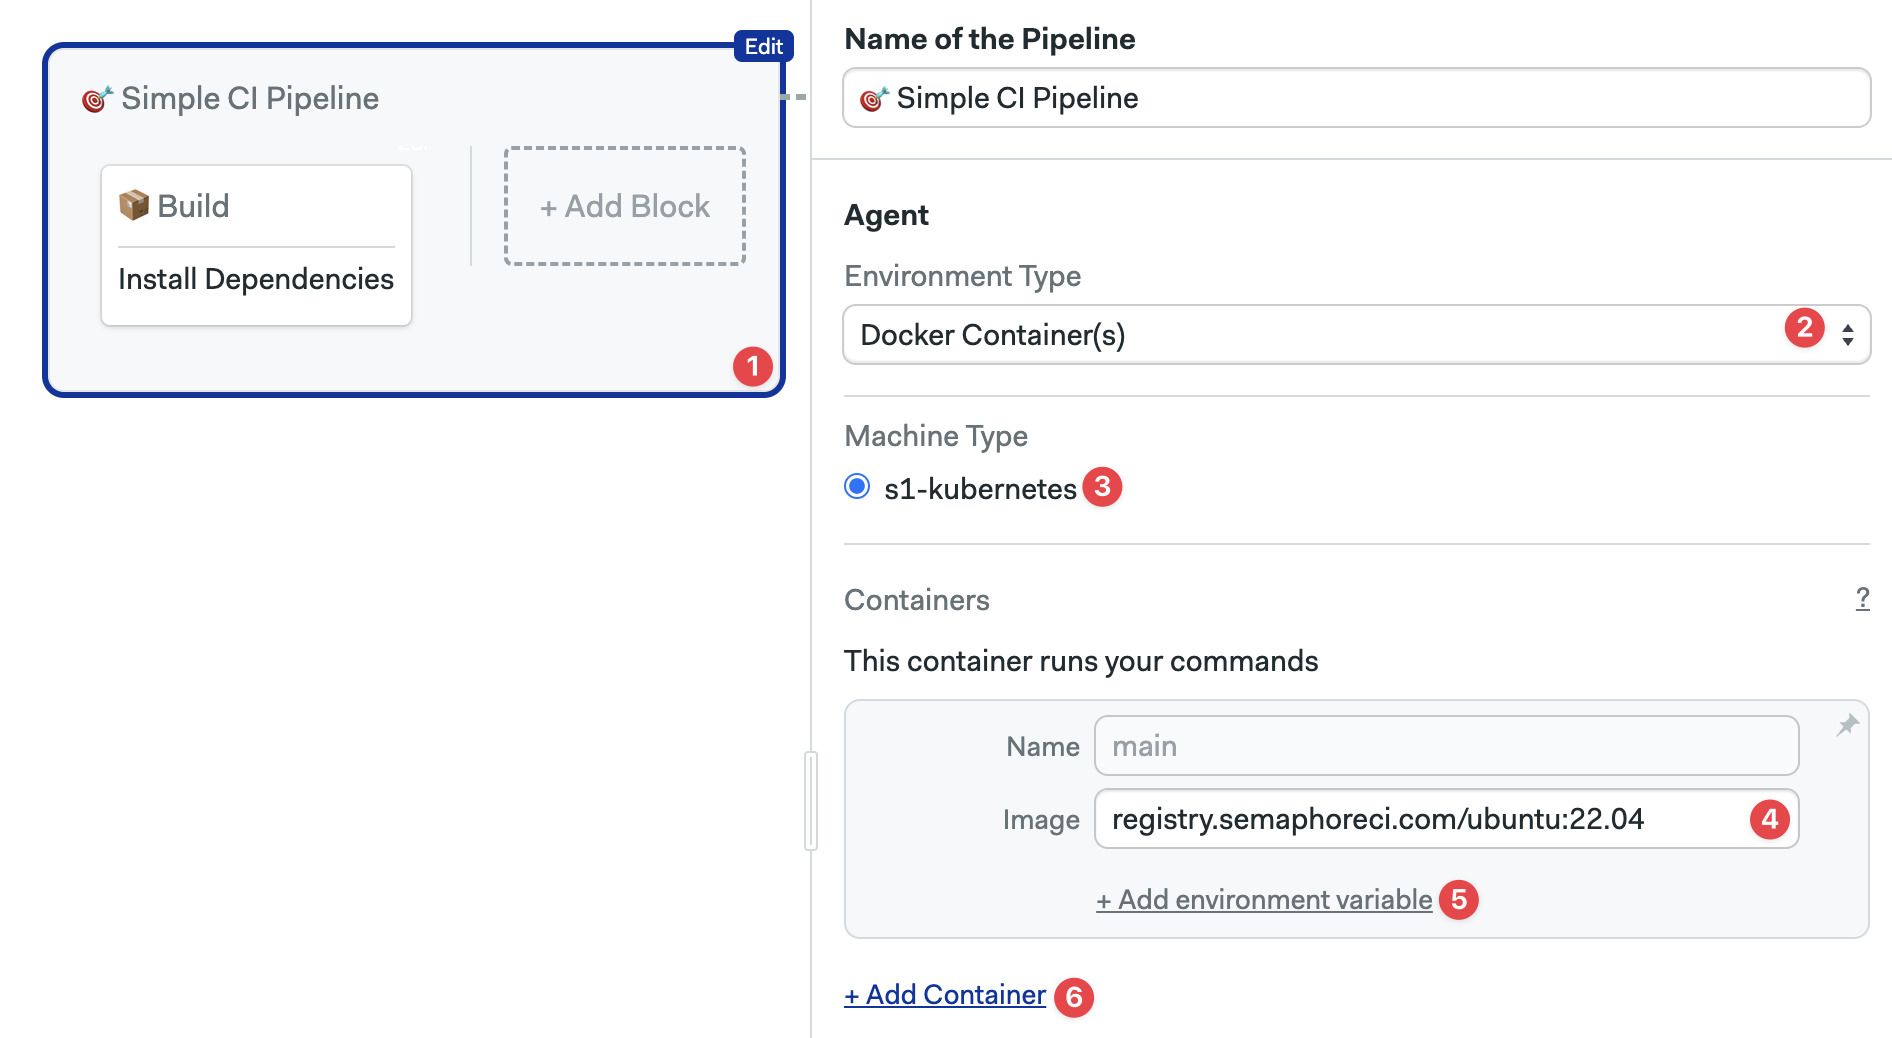 Edit
🎯 Simple CI Pipeline
📦 Build
Install Dependencies
+ Add Block
1
Name of the Pipeline
🎯 Simple CI Pipeline
Agent
Environment Type
Docker Container(s) 2
Machine Type
s1-kubernetes 3
Containers ?
This container runs your commands
Name main
Image registry.semaphoreci.com/ubuntu:22.04 4
+ Add environment variable 5
+ Add Container 6